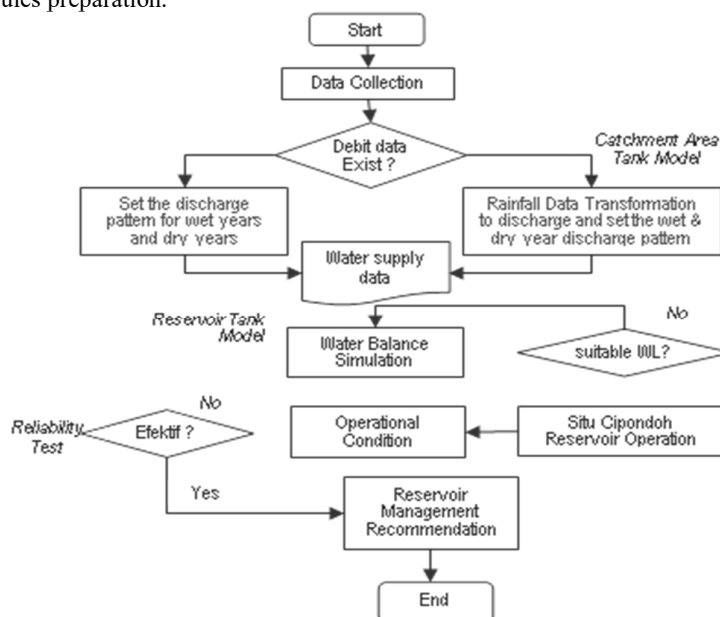 ules preparation.
Start
Data Collection
Debit data
Exist ?
Catchment Area
Tank Model
Set the discharge
pattern for wet years
and dry years
Rainfall Data Transformation
to discharge and set the wet &
dry year discharge pattern
Water supply
data
Reservoir Tank
Model
Water Balance
Simulation
No
suitable WL?
Reliability
Test
No
Efektif ?
Operational
Condition
Situ Cipondoh
Reservoir Operation
Yes
Reservoir
Management
Recommendation
End